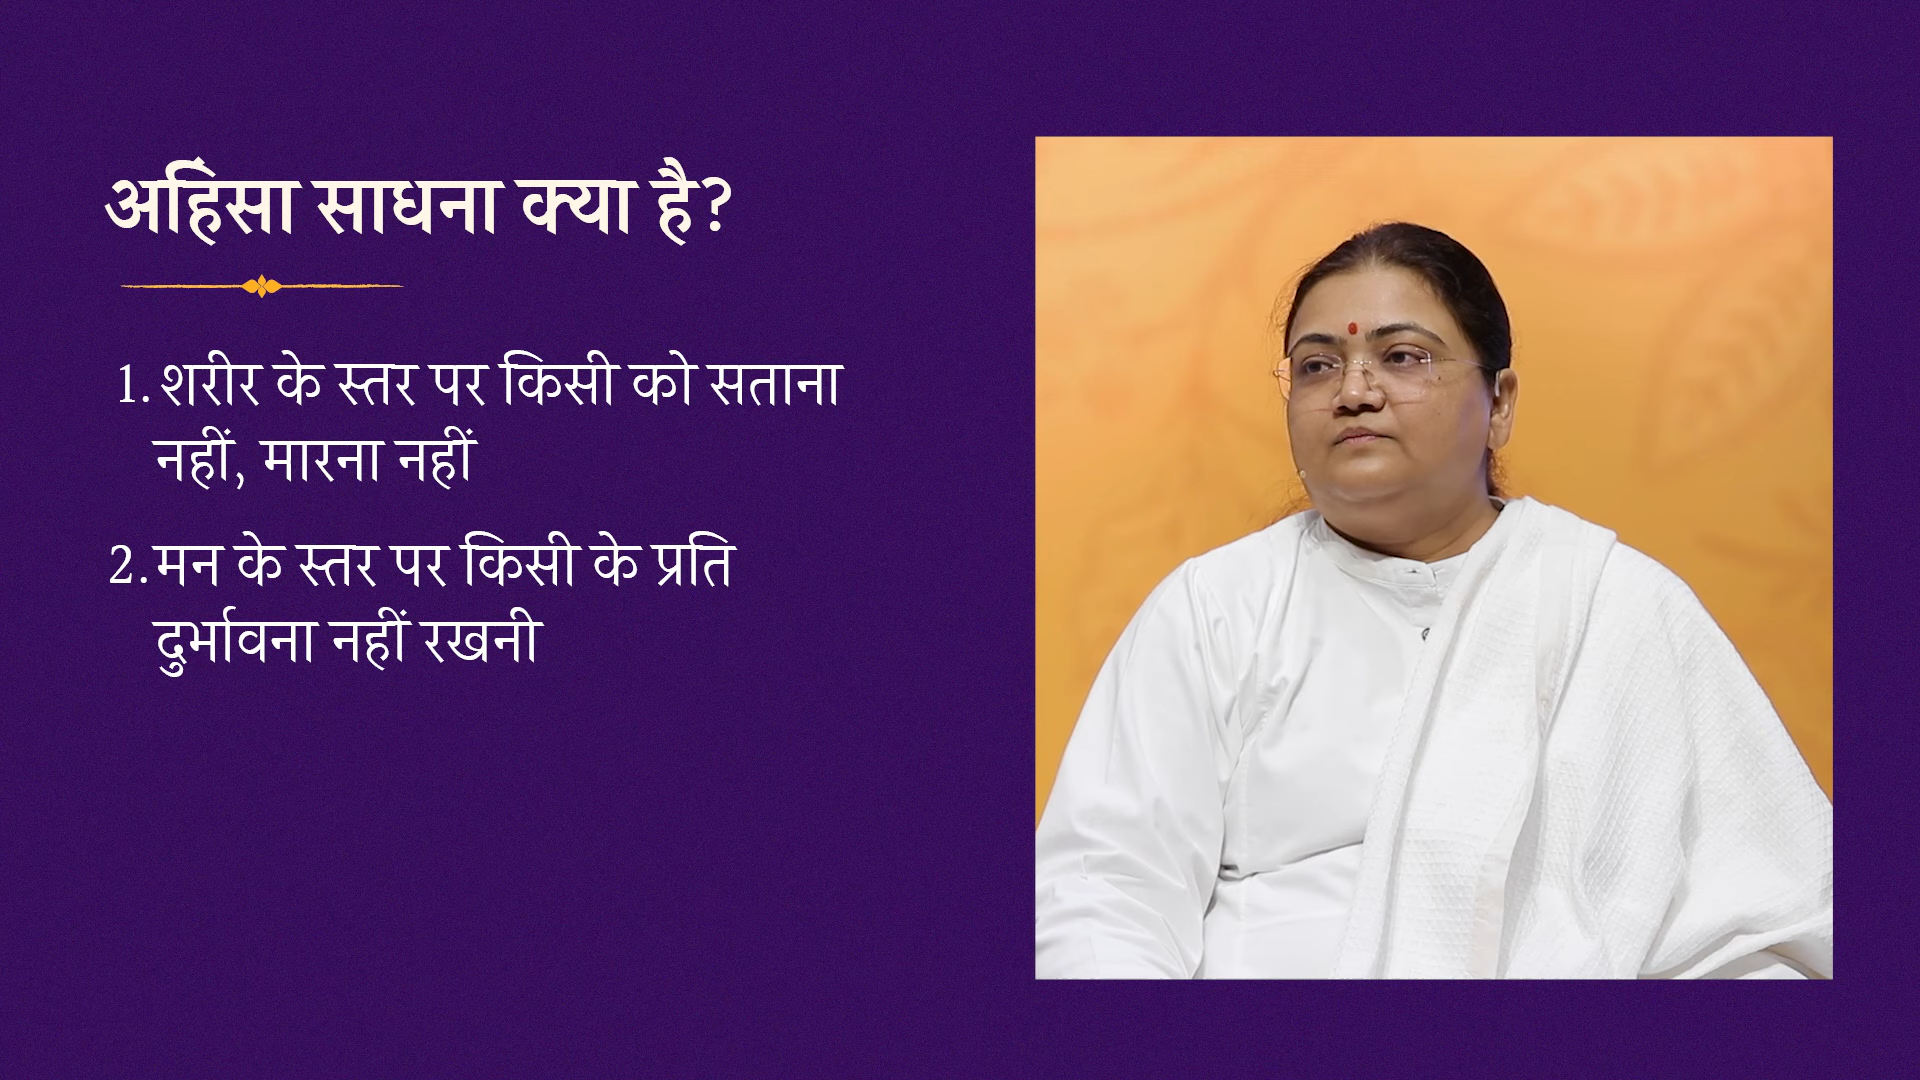 अहिंसा साधना क्या है?
1. शरीर के स्तर पर किसी को सताना
नहीं, मारना नहीं
2. मन के स्तर पर किसी के प्रति
दुर्भावना नहीं रखनी